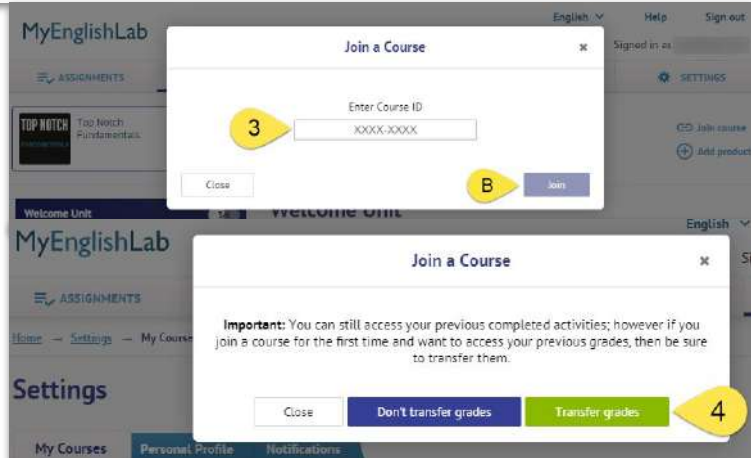 English Help Sign out
MyEnglishLab
Join a Course ×
Signed in as
ASSIGNMENTS
SETTINGS
TOP NOTCH Top Notch
Fundamentals
Enter Course ID
3 XXXX-XXXX
Join course
Add product
Close B Join
Welcome Unit Welcome Unit
English
MyEnglishLab
Join a Course ×
ASSIGNMENTS
Important: You can still access your previous completed activities; however if you
join a course for the first time and want to access your previous grades, then be sure
to transfer them.
Home → Settings → My Course
Settings
Close Don't transfer grades Transfer grades 4
My Courses Personal Profile Notifications